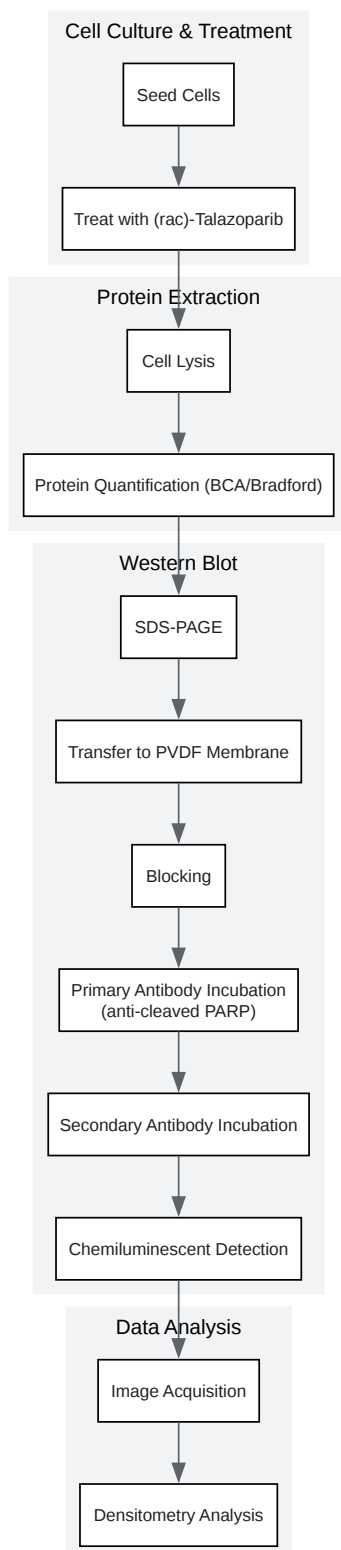 Cell Culture & Treatment
Seed Cells
Treat with (rac)-Talazoparib
Protein Extraction
Cell Lysis
Protein Quantification (BCA/Bradford)
Western Blot
SDS-PAGE
Transfer to PVDF Membrane
Blocking
Primary Antibody Incubation
(anti-cleaved PARP)
Secondary Antibody Incubation
Chemiluminescent Detection
Data Analysis
Image Acquisition
Densitometry Analysis